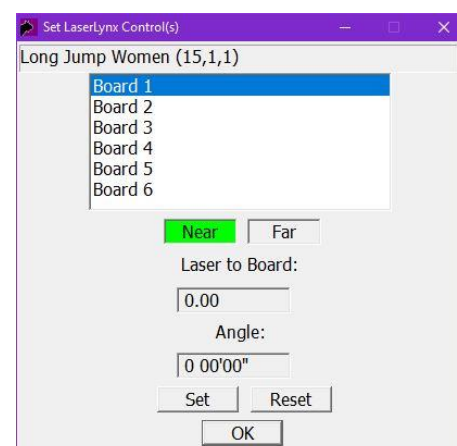 Set LaserLynx Control(s)
Long Jump Women (15,1,1)
Board 1
Board 2
Board 3
Board 4
Board 5
Board 6
Near Far
Laser to Board:
0.00
Angle:
0 00'00"
Set Reset
OK